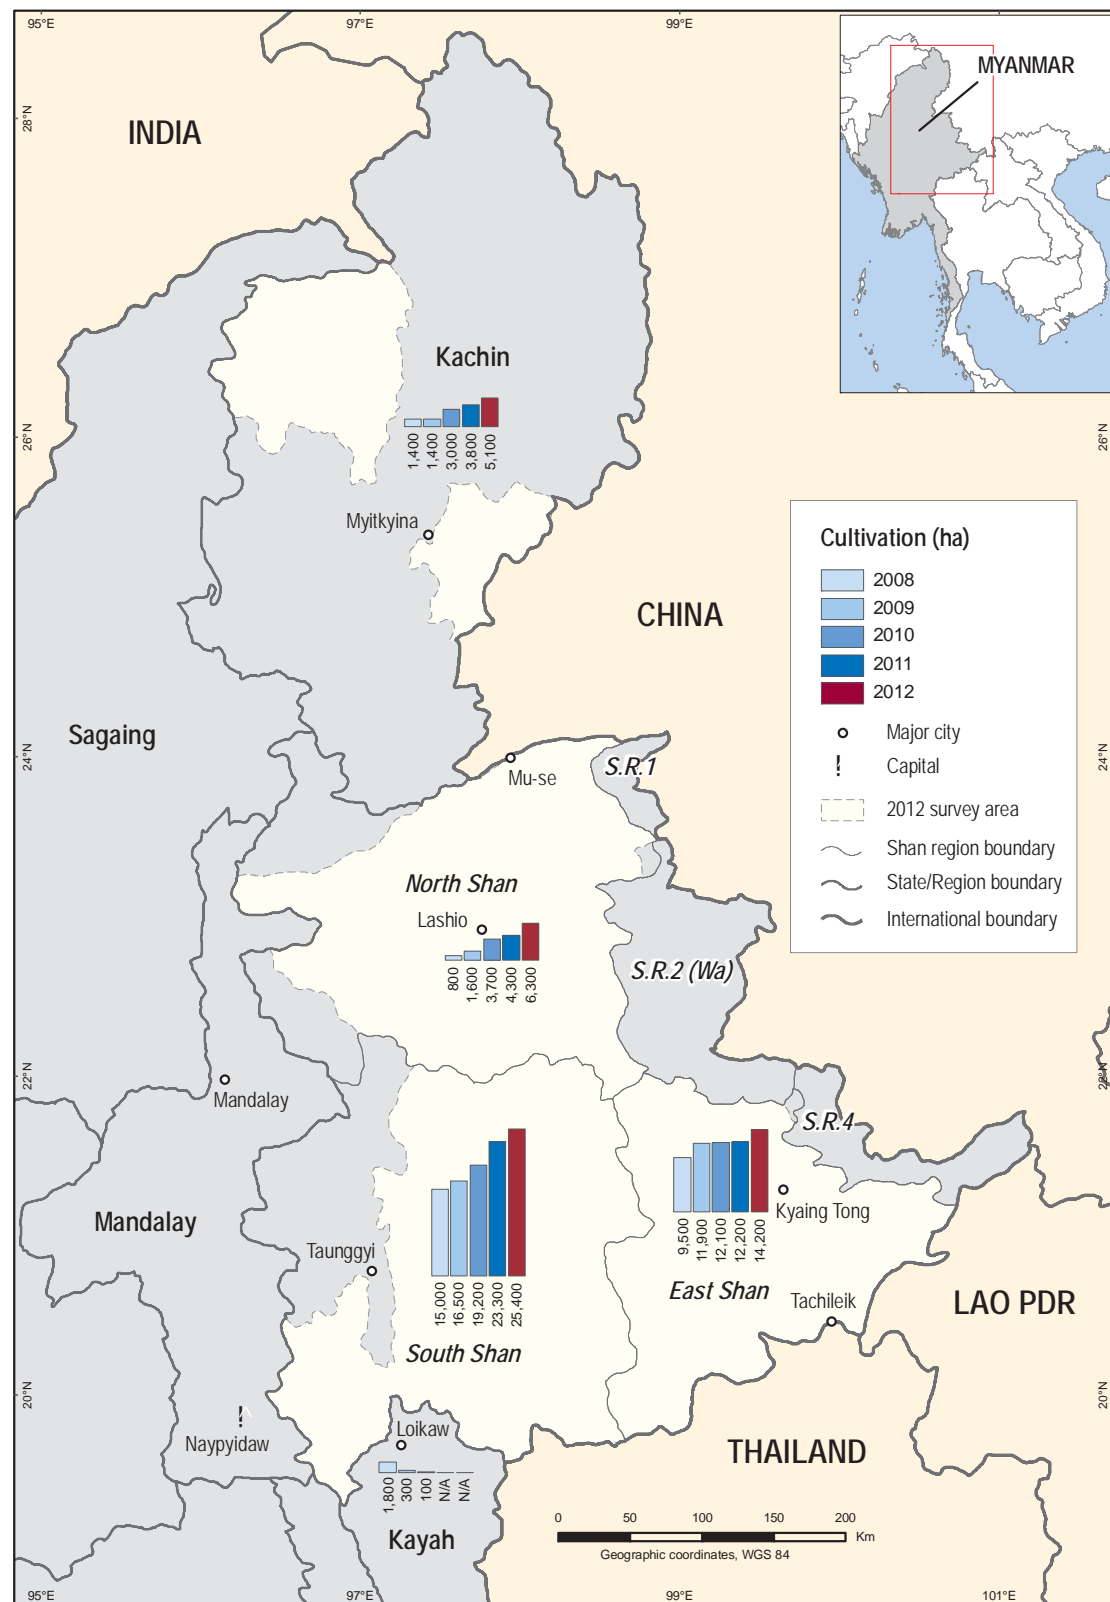 95°E
97°E
99°E
28°N
INDIA
MYANMAR
Kachin
26°N
26°N
1,400
1,400
3,000
3,800
5,100
Myitkyina
Cultivation (ha)
2008
2009
2010
2011
2012
Major city
Capital
2012 survey area
Shan region boundary
State/Region boundary
International boundary
CHINA
Sagaing
24°N
24°N
Mu-se
S.R.1
North Shan
Lashio
800
1,600
3,700
4,300
6,300
S.R.2 (Wa)
22°N
22°N
Mandalay
S.R.4
Mandalay
Kyaing Tong
9,500
11,900
12,100
12,200
14,200
Taunggyi
15,000
16,500
19,200
23,300
25,400
East Shan
Tachileik
LAO PDR
South Shan
20°N
20°N
Naypyidaw
Loikaw
THAILAND
1,800
300
100
N/A
N/A
Kayah
0 50 100 150 200
Km
Geographic coordinates, WGS 84
95°E
97°E
99°E
101°E